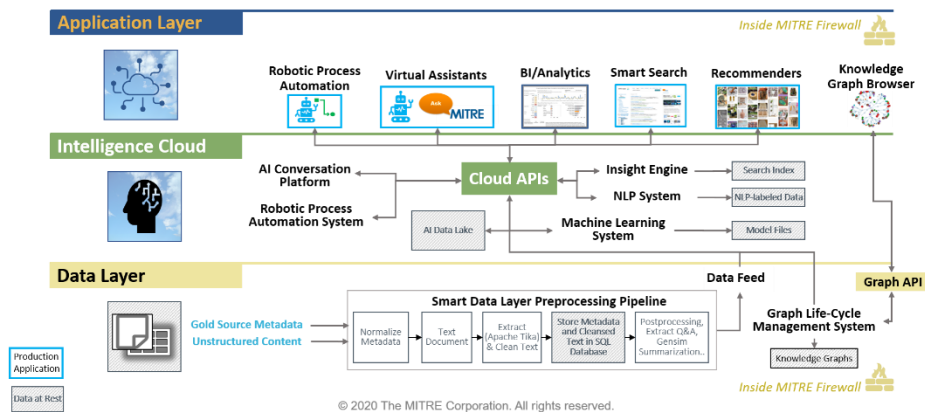 Application Layer
Inside MITRE Firewall
Robotic Process
Automation
Virtual Assistants
Ask
MITRE
BI/Analytics
Smart Search
Recommenders
Knowledge
Graph Browser
Intelligence Cloud
AI Conversation
Platform
Robotic Process
Automation System
Cloud APIs
Insight Engine
Search Index
NLP System
NLP-labeled Data
AI Data Lake
Machine Learning
System
Model Files
Data Layer
Data Feed
Graph API
Smart Data Layer Preprocessing Pipeline
Gold Source Metadata
Unstructured Content
Normalize
Metadata
Text
Document
Extract
(Apache Tika)
& Clean Text
Store Metadata
and Cleansed
Text in SQL
Database
Postprocessing,
Extract Q&A,
Gensim
Summarization...
Graph Life-Cycle
Management System
Knowledge Graphs
Production
Application
Data at Rest
Inside MITRE Firewall
© 2020 The MITRE Corporation. All rights reserved.